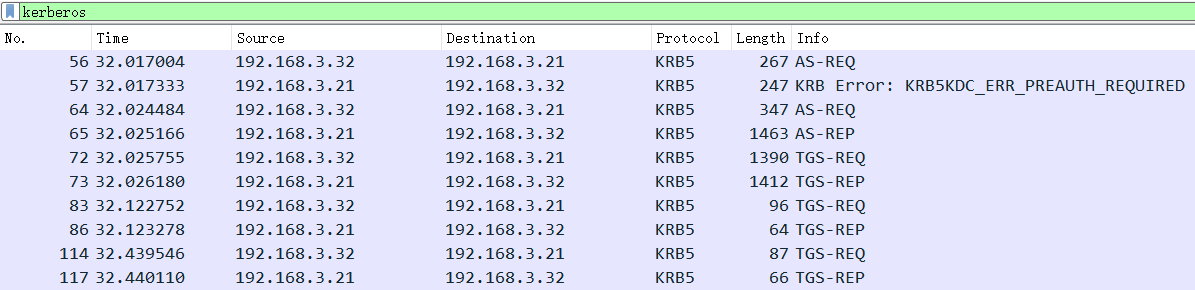 kerberos
No. Time Source Destination Protocol Length Info
56 32.017004 192.168.3.32 192.168.3.21 KRB5 267 AS-REQ
57 32.017333 192.168.3.21 192.168.3.32 KRB5 247 KRB Error: KRB5KDC_ERR_PREAUTH_REQUIRED
64 32.024484 192.168.3.32 192.168.3.21 KRB5 347 AS-REQ
65 32.025166 192.168.3.21 192.168.3.32 KRB5 1463 AS-REP
72 32.025755 192.168.3.32 192.168.3.21 KRB5 1390 TGS-REQ
73 32.026180 192.168.3.21 192.168.3.32 KRB5 1412 TGS-REP
83 32.122752 192.168.3.32 192.168.3.21 KRB5 96 TGS-REQ
86 32.123278 192.168.3.21 192.168.3.32 KRB5 64 TGS-REP
114 32.439546 192.168.3.32 192.168.3.21 KRB5 87 TGS-REQ
117 32.440110 192.168.3.21 192.168.3.32 KRB5 66 TGS-REP